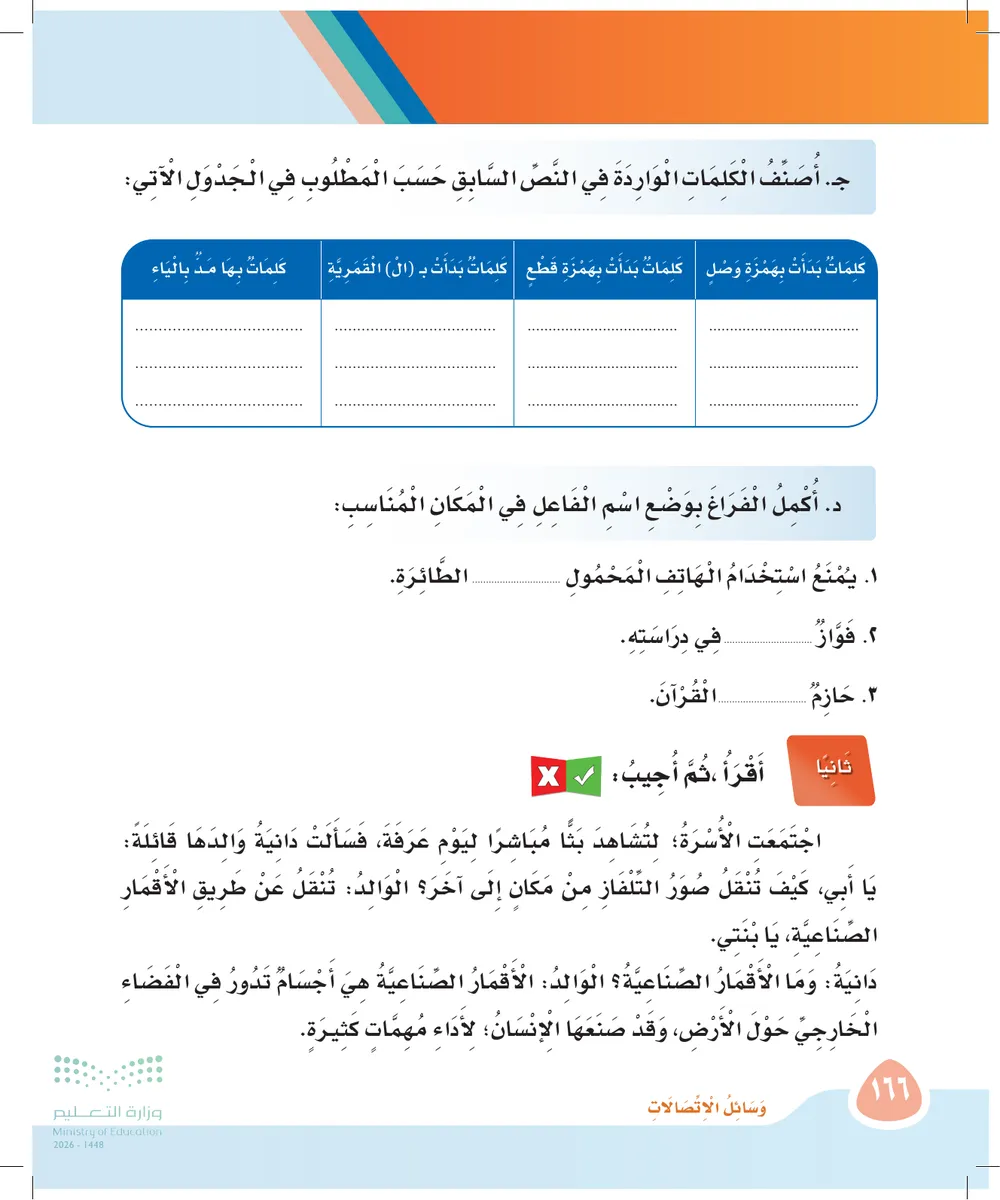 جـ. أُصَنِّفُ الْكَلِمَاتِ الْوَارِدَةَ فِي النَّصِّ السَّابِقِ حَسَبَ الْمَطْلُوبِ فِي الْجَدْوَلِ الْآتِي:
كَلِمَاتٌ بَدَأَتْ بِهَمْزَةِ وَصْلٍ	كَلِمَاتٌ بَدَأَتْ بِهَمْزَةِ قَطْعٍ	كَلِمَاتٌ بَدَأَتْ بـ (الْ) الْقَمَرِيَّةِ	كَلِمَاتٌ بِهَا مَدٌّ بِالْيَاءِ
د. أُكْمِلُ الْفَرَاغَ بِوَضْعِ اسْمِ الْفَاعِلِ فِي الْمَكَانِ الْمُنَاسِبِ:
١. يُمْنَعُ اسْتِخْدَامُ الْهَاتِفِ الْمَحْمُولِ .............. الطَّائِرَةِ.
٢. فَوَّازٌ .............. فِي دِرَاسَتِهِ.
٣. حَازِمٌ .............. الْقُرْآنَ.
ثَانِيًا
أَقْرَأُ ،ثُمَّ أُجِيبُ:
اجْتَمَعَتِ الْأُسْرَةُ؛ لِتُشَاهِدَ بَثًّا مُبَاشِرًا لِيَوْمِ عَرَفَةَ، فَسَأَلَتْ دَانِيَةُ وَالِدَهَا قَائِلَةً:
يَا أَبِي، كَيْفَ تُنْقَلُ صُوَرُ التِّلْفَازِ مِنْ مَكَانٍ إِلَى آخَرَ؟ الْوَالِدُ: تُنْقَلُ عَنْ طَرِيقِ الْأَقْمَارِ
الصِّنَاعِيَّةِ، يَا بْنَتِي.
دَانِيَةُ: وَمَا الْأَقْمَارُ الصِّنَاعِيَّةُ؟ الْوَالِدُ: الْأَقْمَارُ الصِّنَاعِيَّةُ هِيَ أَجْسَامٌ تَدُورُ فِي الْفَضَاءِ
الْخَارِجِيِّ حَوْلَ الْأَرْضِ، وَقَدْ صَنَعَهَا الْإِنْسَانُ؛ لِأَدَاءِ مُهِمَّاتٍ كَثِيرَةٍ.
١٦٦
وَسَائِلُ الْاِتِّصَالَاتِ
وزارة التعـــليم
Ministry of Education
2026 - 1448